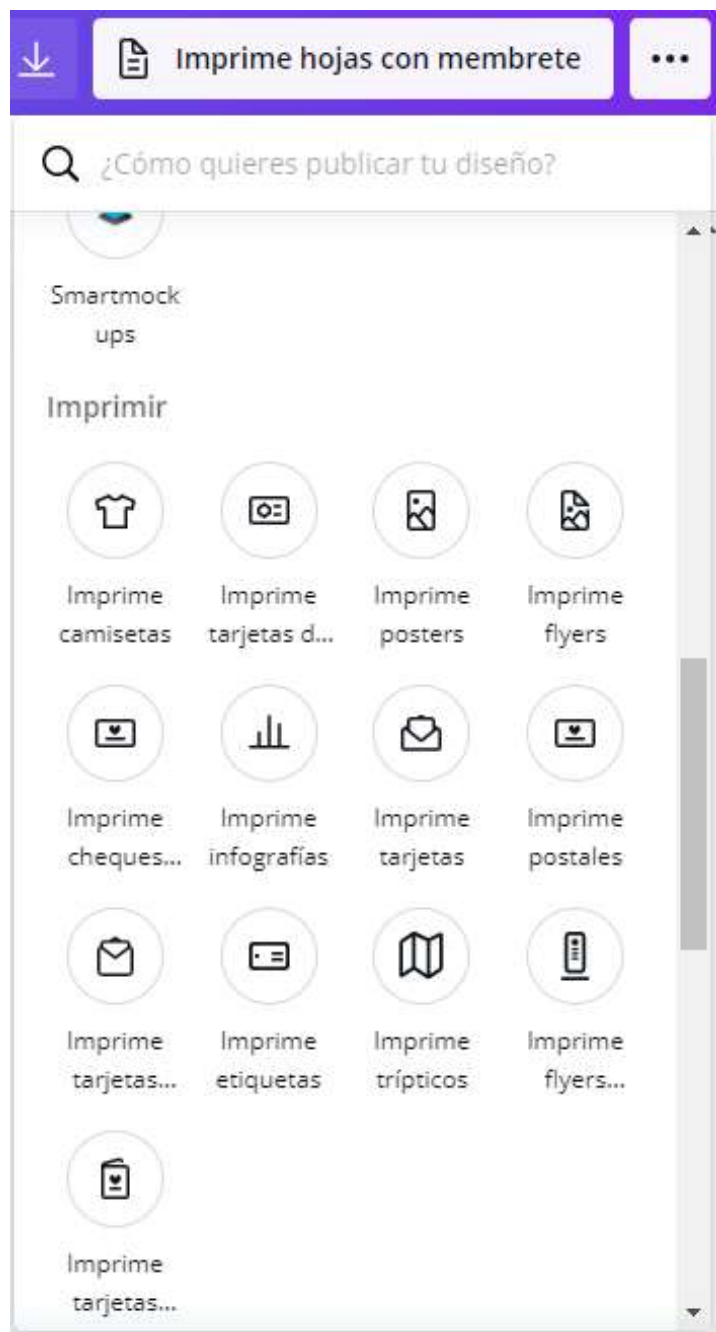 Imprime hojas con membrete
¿Cómo quieres publicar tu diseño?
Smartmock
ups
Imprimir
Imprime
camisetas
Imprime
tarjetas d...
Imprime
posters
Imprime
flyers
Imprime
cheques...
Imprime
infografías
Imprime
tarjetas
Imprime
postales
Imprime
tarjetas...
Imprime
etiquetas
Imprime
trípticos
Imprime
flyers...
Imprime
tarjetas...